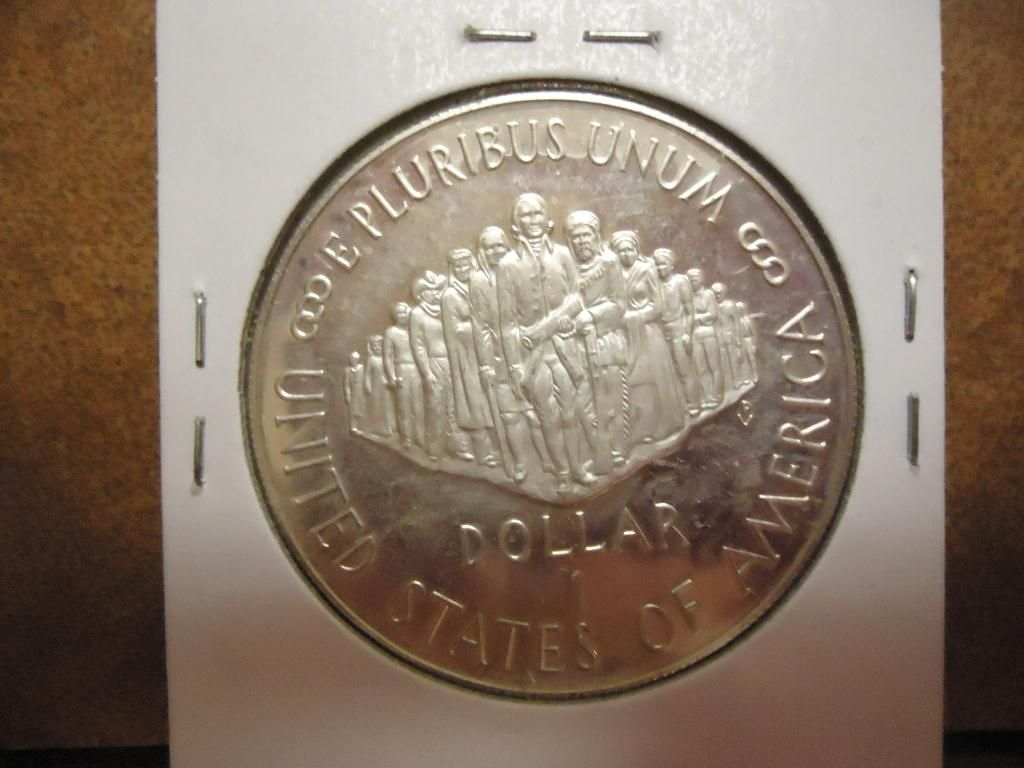 E PLURIBUS UNUM
DOLLAR
UNITED STATES OF AMERICA